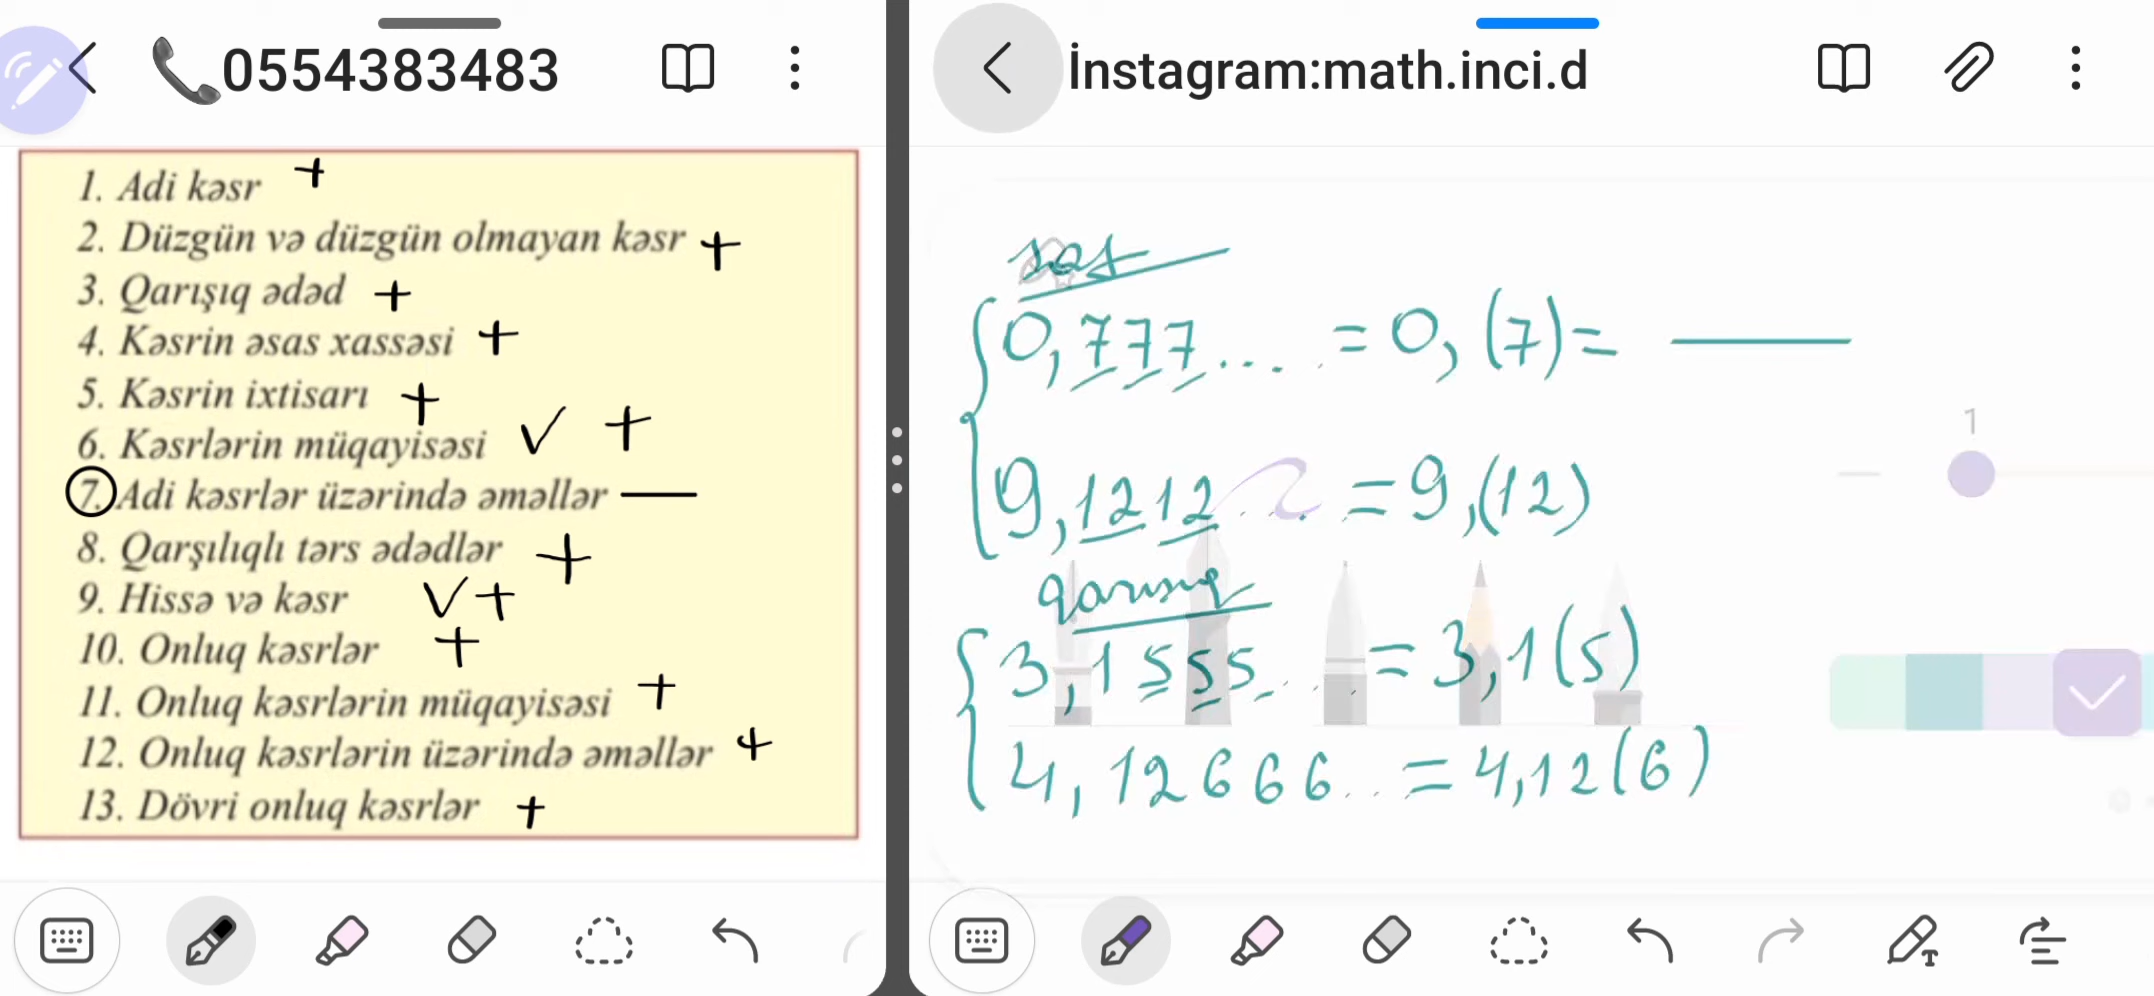 0554383483
1. Adi kəsr +
2. Düzgün və düzgün olmayan kəsr +
3. Qarışıq ədəd +
4. Kəsrin əsas xassəsi +
5. Kəsrin ixtisarı +
6. Kəsrlərin müqayisəsi ✓ +
7. Adi kəsrlər üzərində əməllər —
8. Qarşılıqlı tərs ədədlər +
9. Hissə və kəsr ✓+
10. Onluq kəsrlər +
11. Onluq kəsrlərin müqayisəsi +
12. Onluq kəsrlərin üzərində əməllər +
13. Dövri onluq kəsrlər +
İnstagram:math.inci.d
0,777... = 0,(7)= —
9,1212... = 9,(12)
3,1555... = 3,1(5)
4,12666... = 4,12(6)
1